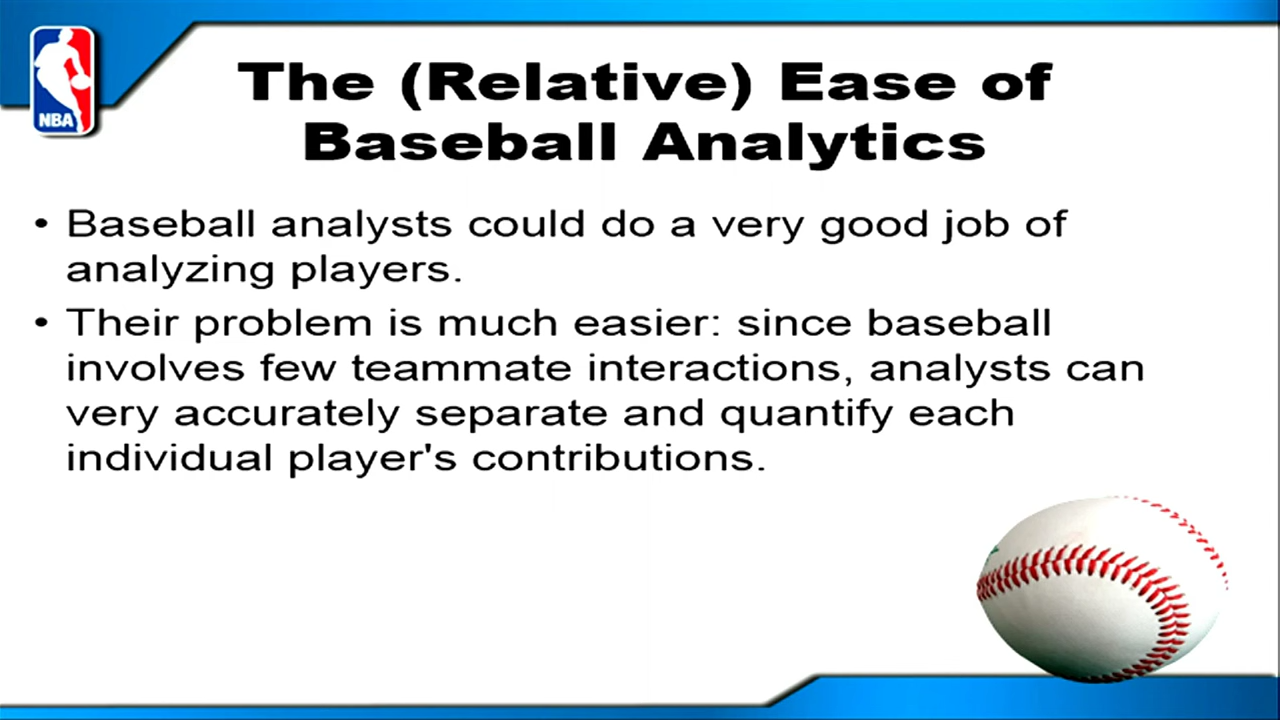 NBA
The (Relative) Ease of
Baseball Analytics
• Baseball analysts could do a very good job of
analyzing players.
• Their problem is much easier: since baseball
involves few teammate interactions, analysts can
very accurately separate and quantify each
individual player's contributions.